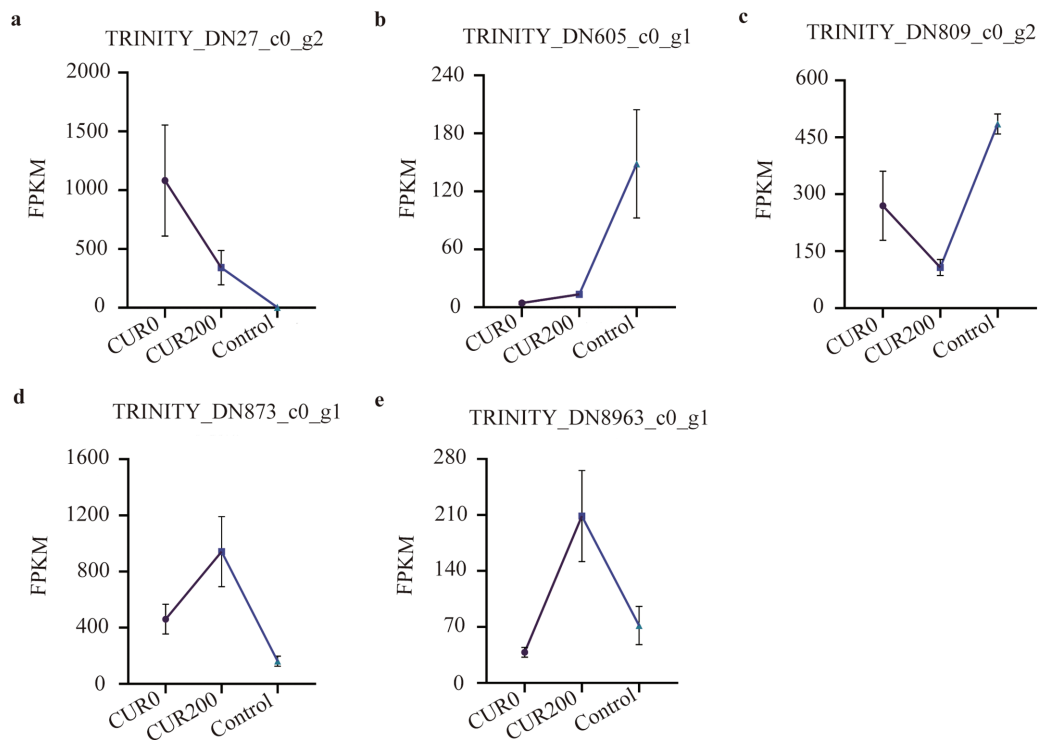 a
TRINITY_DN27_c0_g2
FPKM
2000
1500
1000
500
0
CUR0
CUR200
Control
b
TRINITY_DN605_c0_g1
FPKM
240
180
120
60
0
CUR0
CUR200
Control
c
TRINITY_DN809_c0_g2
FPKM
600
450
300
150
0
CUR0
CUR200
Control
d
TRINITY_DN873_c0_g1
FPKM
1600
1200
800
400
0
CUR0
CUR200
Control
e
TRINITY_DN8963_c0_g1
FPKM
280
210
140
70
0
CUR0
CUR200
Control